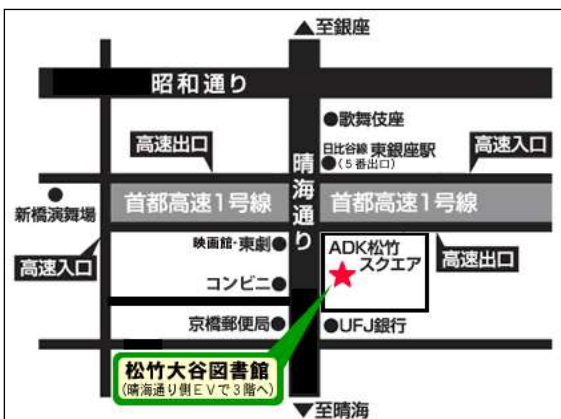 ▲至銀座
昭和通り
●歌舞伎座
高速出口
日比谷線 東銀座駅
●(5番出口)
高速入口
晴海通り
首都高速1号線
首都高速1号線
●
新橋演舞場
映画館・東劇●
ADK松竹
スクエア
高速入口
高速出口
コンビニ●
京橋郵便局●
●UFJ銀行
松竹大谷図書館
(晴海通り側EVで3階へ)
▼至晴海